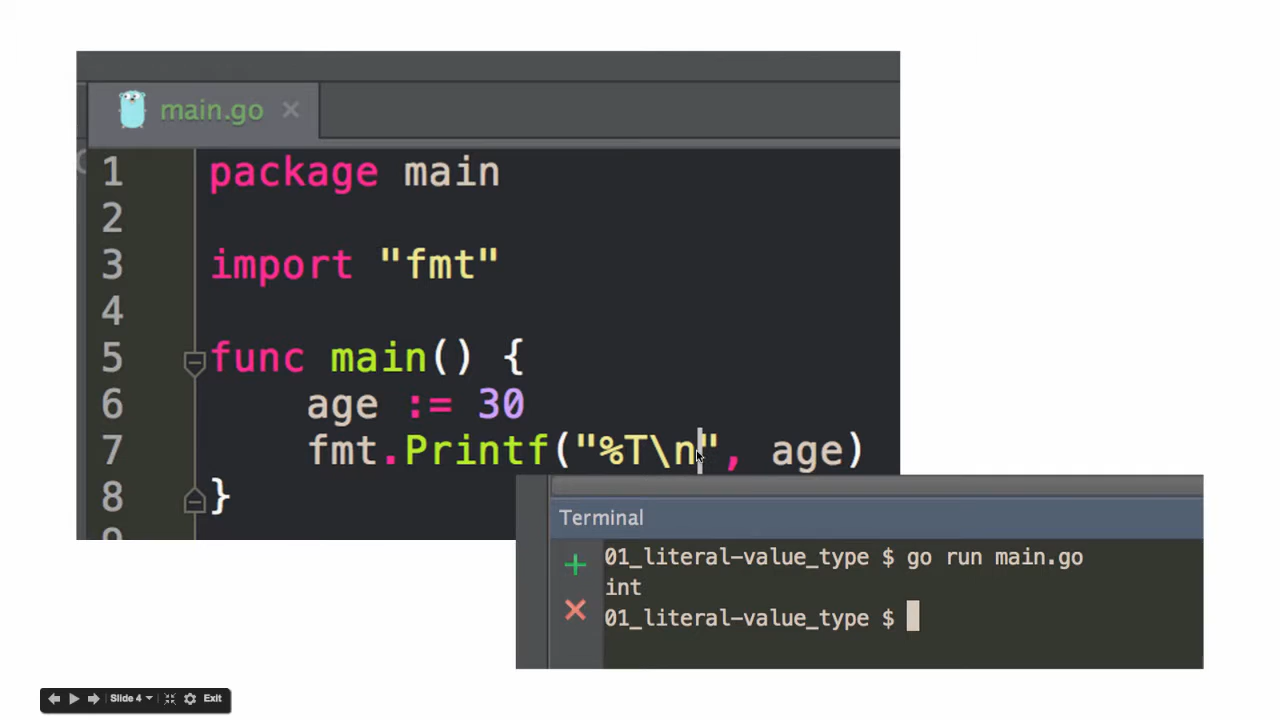 main.go
1 package main
2
3 import "fmt"
4
5 func main() {
6 age := 30
7 fmt.Printf("%T\n", age)
8 }
Terminal
01_literal-value_type $ go run main.go
int
01_literal-value_type $
Slide 4 Exit